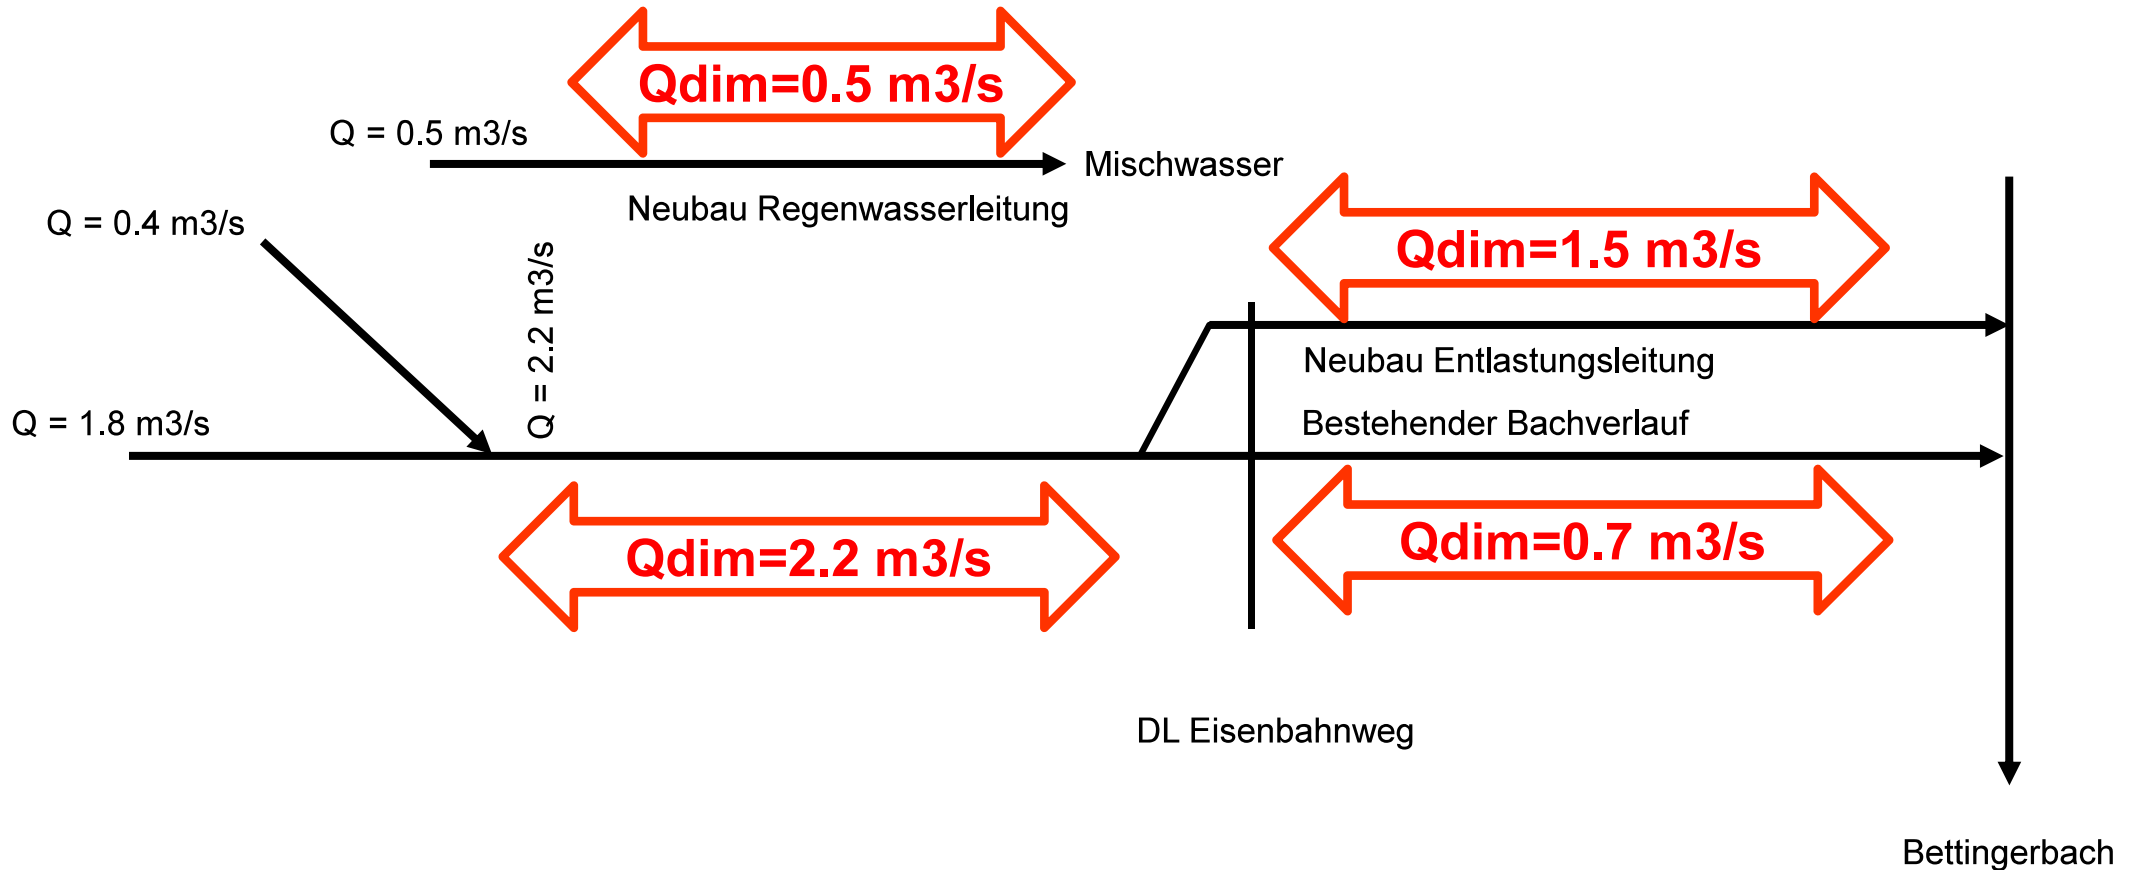 Qdim=0.5 m3/s
Q = 0.5 m3/s
Mischwasser
Neubau Regenwasserleitung
Q = 0.4 m3/s
Q = 2.2 m3/s
Qdim=1.5 m3/s
Neubau Entlastungsleitung
Q = 1.8 m3/s
Bestehender Bachverlauf
Qdim=2.2 m3/s
Qdim=0.7 m3/s
DL Eisenbahnweg
Bettingerbach